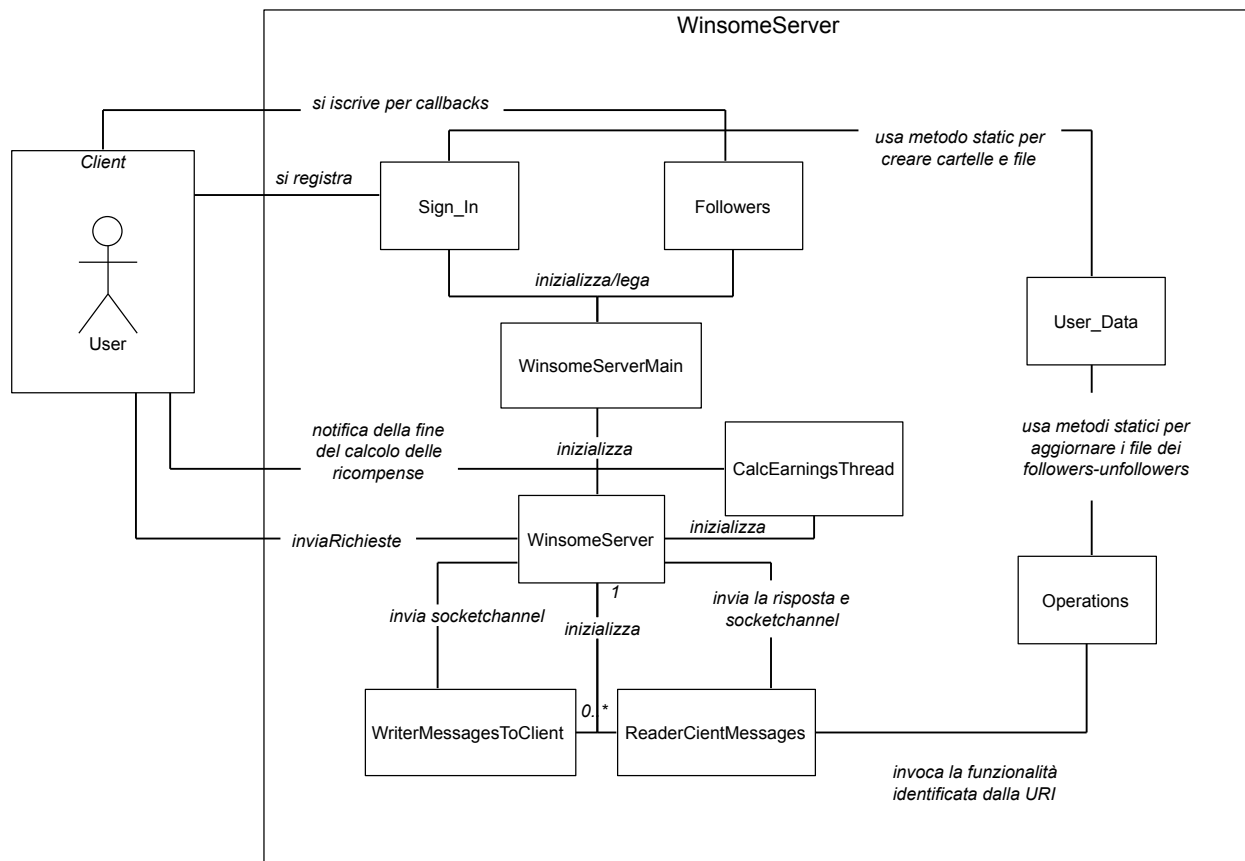 WinsomeServer
si iscrive per callbacks
usa metodo static per
creare cartelle e file
Client
si registra
Sign_In
Followers
User
inizializza/lega
User_Data
WinsomeServerMain
notifica della fine
del calcolo delle
ricompense
inizializza
CalcEarningsThread
usa metodi statici per
aggiornare i file dei
followers-unfollowers
inviaRichieste
WinsomeServer
inizializza
1
invia socketchannel
inizializza
invia la risposta e
socketchannel
Operations
WriterMessagesToClient
0..*
ReaderCientMessages
invoca la funzionalità
identificata dalla URI